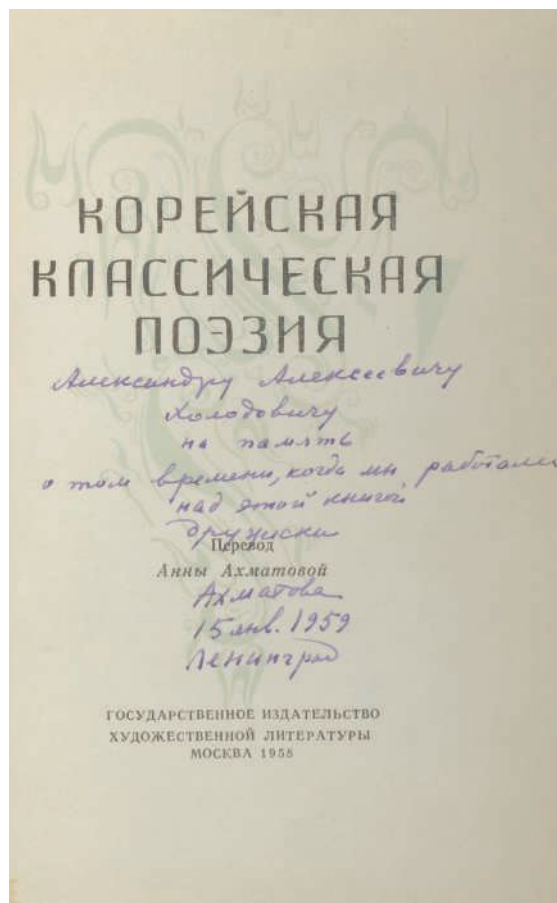 КОРЕЙСКАЯ
КЛАССИЧЕСКАЯ
ПОЭЗИЯ
Александру Алексеевичу
Холодовичу
на память
о том времени, когда мы работали
над этой книгой
дружески
Перевод
Анны Ахматовой
Ахматова
15 янв. 1959
Ленинград
ГОСУДАРСТВЕННОЕ ИЗДАТЕЛЬСТВО
ХУДОЖЕСТВЕННОЙ ЛИТЕРАТУРЫ
МОСКВА 1958